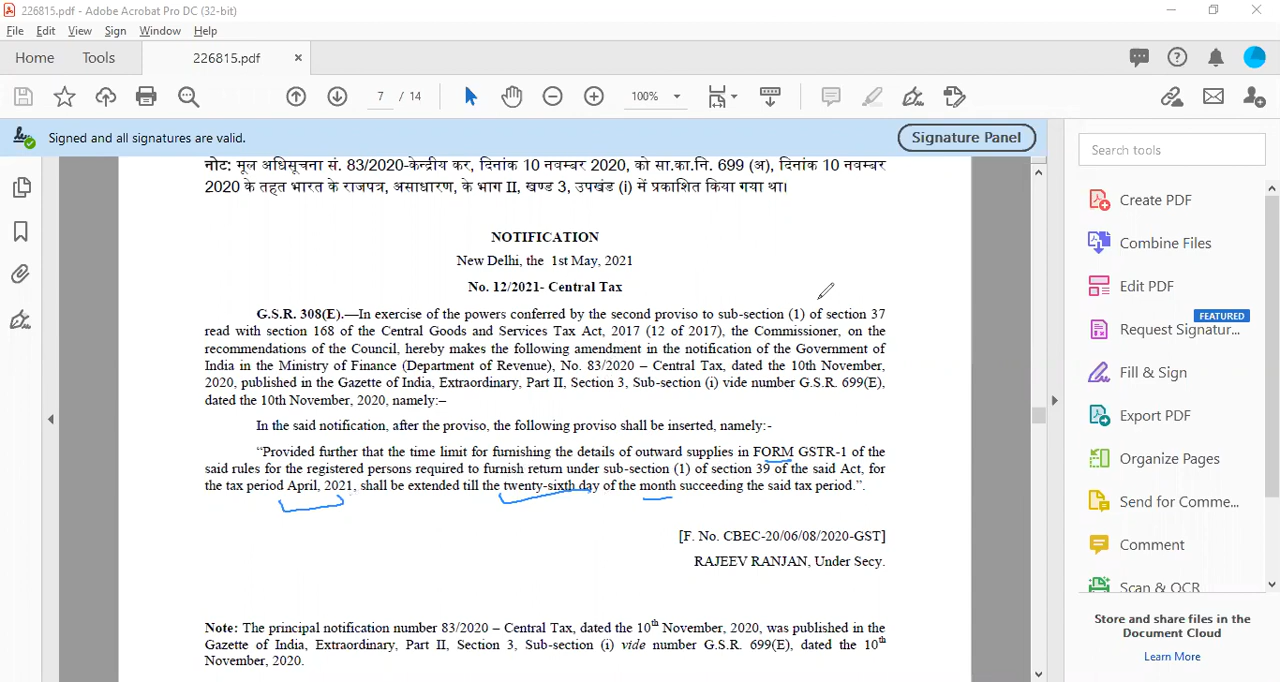 226815.pdf - Adobe Acrobat Pro DC (32-bit)
File Edit View Sign Window Help
Home Tools 226815.pdf ×
7 / 14 100%
Signed and all signatures are valid.
Signature Panel
नोट: मूल अधिसूचना सं. 83/2020-केन्द्रीय कर, दिनांक 10 नवम्बर 2020, को सा.का.नि. 699 (अ), दिनांक 10 नवम्बर
2020 के तहत भारत के राजपत्र, असाधारण, के भाग II, खण्ड 3, उपखंड (i) में प्रकाशित किया गया था।
NOTIFICATION
New Delhi, the 1st May, 2021
No. 12/2021- Central Tax
G.S.R. 308(E).—In exercise of the powers conferred by the second proviso to sub-section (1) of section 37
read with section 168 of the Central Goods and Services Tax Act, 2017 (12 of 2017), the Commissioner, on the
recommendations of the Council, hereby makes the following amendment in the notification of the Government of
India in the Ministry of Finance (Department of Revenue), No. 83/2020 – Central Tax, dated the 10th November,
2020, published in the Gazette of India, Extraordinary, Part II, Section 3, Sub-section (i) vide number G.S.R. 699(E),
dated the 10th November, 2020, namely:–
In the said notification, after the proviso, the following proviso shall be inserted, namely:-
“Provided further that the time limit for furnishing the details of outward supplies in FORM GSTR-1 of the
said rules for the registered persons required to furnish return under sub-section (1) of section 39 of the said Act, for
the tax period April, 2021, shall be extended till the twenty-sixth day of the month succeeding the said tax period.”.
[F. No. CBEC-20/06/08/2020-GST]
RAJEEV RANJAN, Under Secy.
Note: The principal notification number 83/2020 – Central Tax, dated the 10th November, 2020, was published in the
Gazette of India, Extraordinary, Part II, Section 3, Sub-section (i) vide number G.S.R. 699(E), dated the 10th
November, 2020.
Search tools
Create PDF
Combine Files
Edit PDF
FEATURED
Request Signatur...
Fill & Sign
Export PDF
Organize Pages
Send for Comme...
Comment
Scan & OCR
Store and share files in the
Document Cloud
Learn More